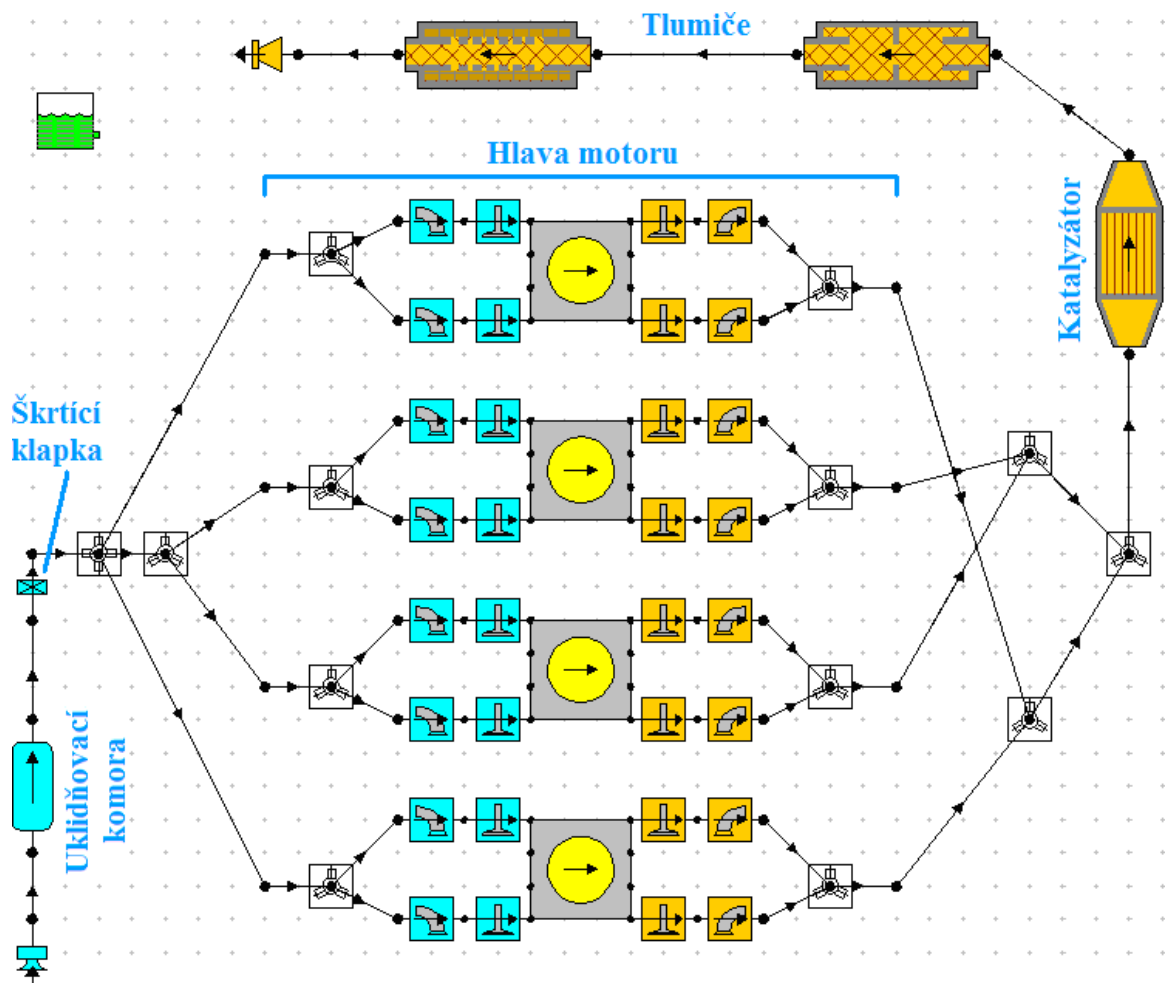 Tlumiče
Hlava motoru
Katalyzátor
Škrtící
klapka
Uklidňovací
komora